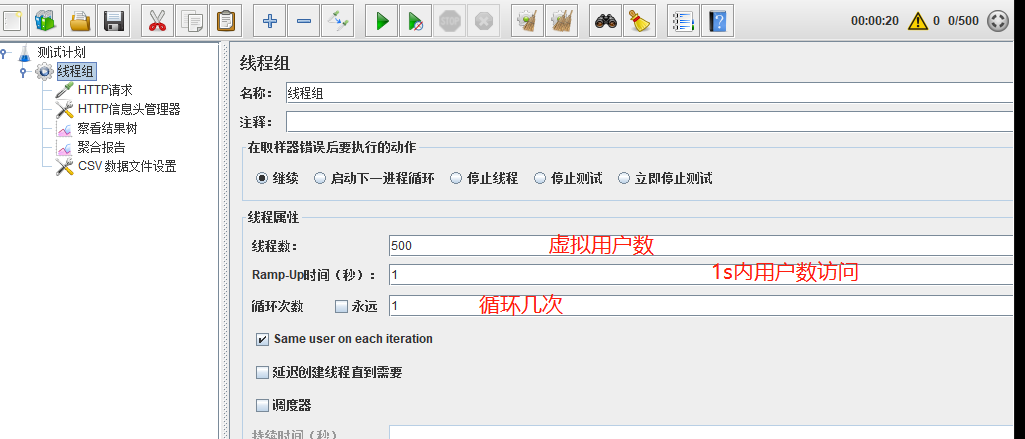 00:00:20 0 0/500
测试计划
线程组
HTTP请求
HTTP信息头管理器
察看结果树
聚合报告
CSV 数据文件设置
线程组
名称： 线程组
注释：
在取样器错误后要执行的动作
继续 启动下一进程循环 停止线程 停止测试 立即停止测试
线程属性
线程数： 500 虚拟用户数
Ramp-Up时间（秒）： 1 1s内用户数访问
循环次数 永远 1 循环几次
Same user on each iteration
延迟创建线程直到需要
调度器
持续时间（秒）